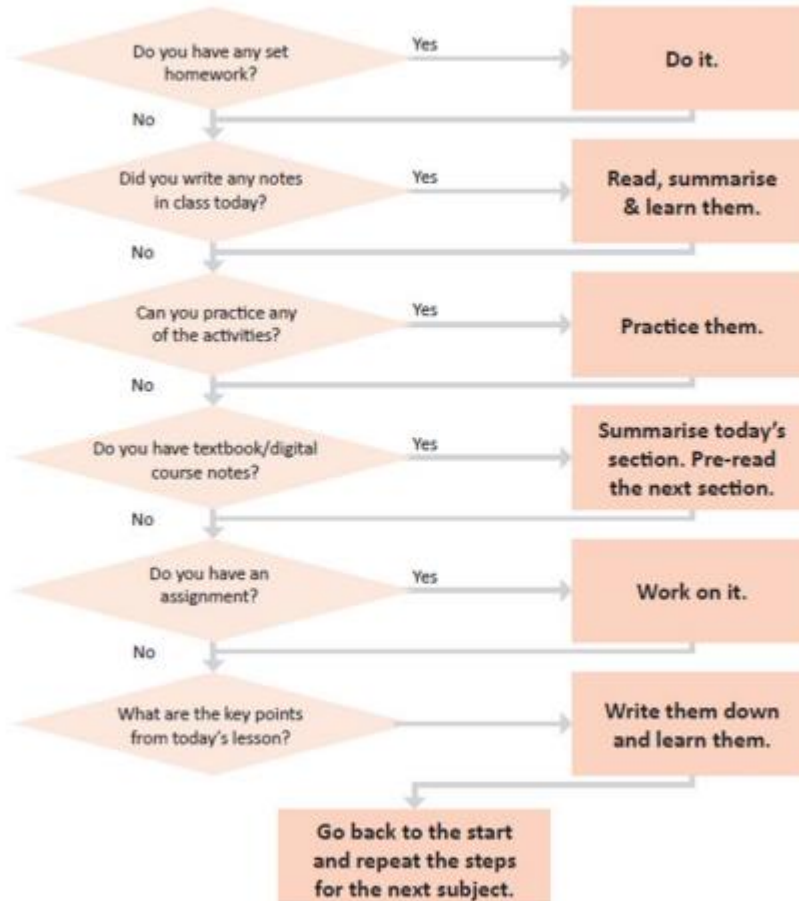 Do you have any set
homework?
Yes
Do it.
No
Did you write any notes
in class today?
Yes
Read, summarise
& learn them.
No
Can you practice any
of the activities?
Yes
Practice them.
No
Do you have textbook/digital
course notes?
Yes
Summarise today's
section. Pre-read
the next section.
No
Do you have an
assignment?
Yes
Work on it.
No
What are the key points
from today's lesson?
Write them down
and learn them.
Go back to the start
and repeat the steps
for the next subject.